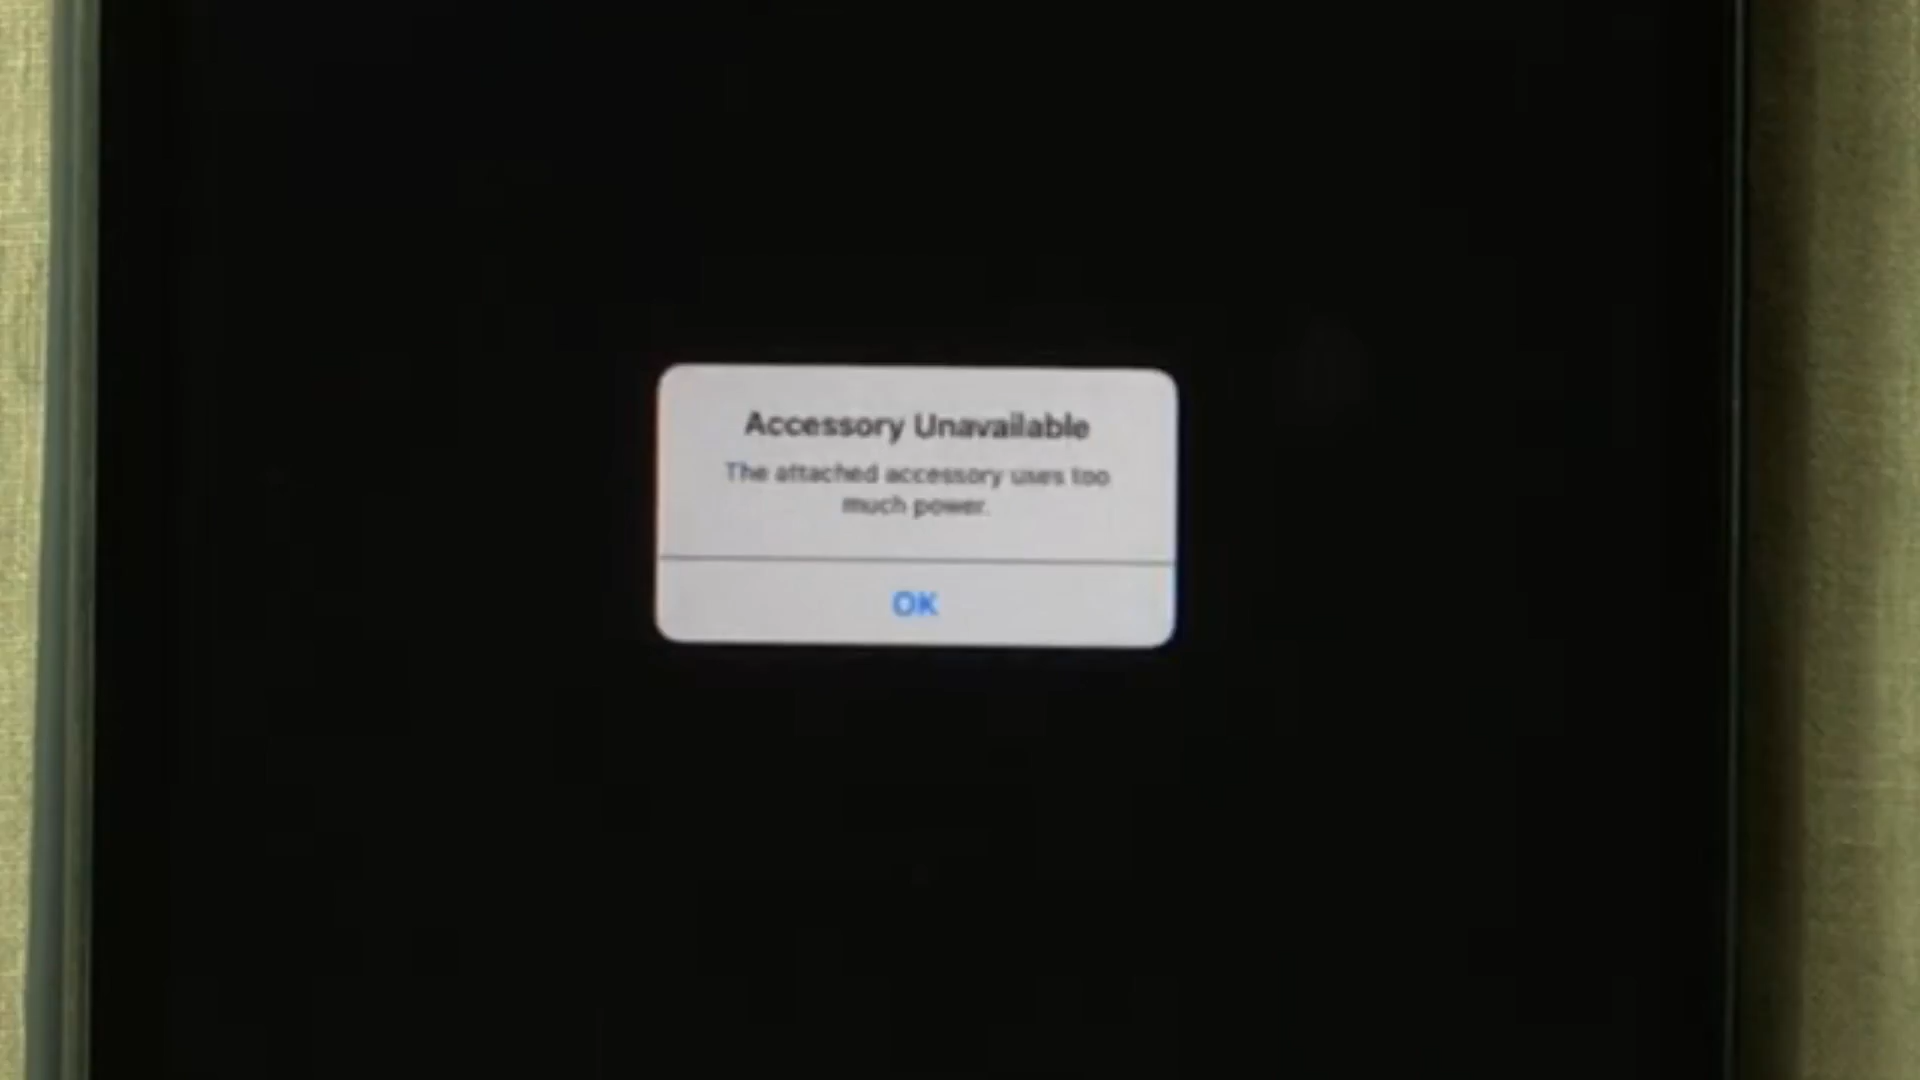 Accessory Unavailable
The attached accessory uses too
much power.
OK